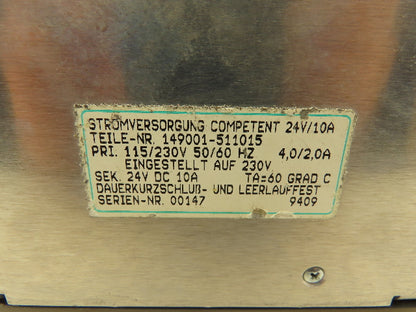 STROMVERSORGUNG COMPETENT 24V/10A
TEILE-NR. 149001-511015
PRI. 115/230V 50/60 HZ 4,0/2,0A
EINGESTELLT AUF 230V
SEK. 24V DC 10A TA=60 GRAD C
DAUERKURZSCHLUß- UND LEERLAUFFEST
SERIEN-NR. 00147 9409